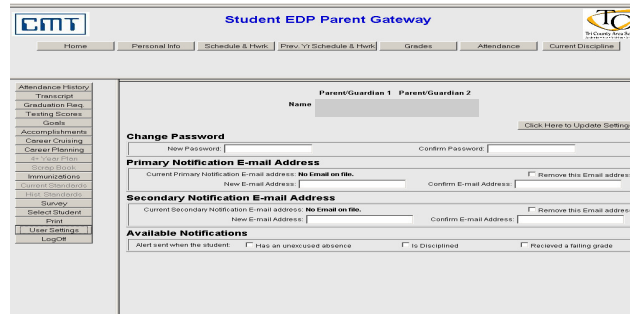 CMT
Student EDP Parent Gateway
TC
Tri County Area
Home Personal Info Schedule & Hwrk Prev. Yr Schedule & Hwrk Grades Attendance Current Discipline
Attendance History
Transcript
Graduation Req.
Testing Scores
Goals
Accomplishments
Career Cruising
Career Planning
4+ Year Plan
Scrap Book
Immunizations
Current Standards
Hist. Standards
Survey
Select Student
Print
User Settings
LogOff
Parent/Guardian 1 Parent/Guardian 2
Name
Click Here to Update Setting
Change Password
New Password: Confirm Password:
Primary Notification E-mail Address
Current Primary Notification E-mail address: No Email on file. Remove this Email address
New E-mail Address: Confirm E-mail Address:
Secondary Notification E-mail Address
Current Secondary Notification E-mail address: No Email on file. Remove this Email address
New E-mail Address: Confirm E-mail Address:
Available Notifications
Alert sent when the student: Has an unexcused absence Is Disciplined Recieved a failing grade